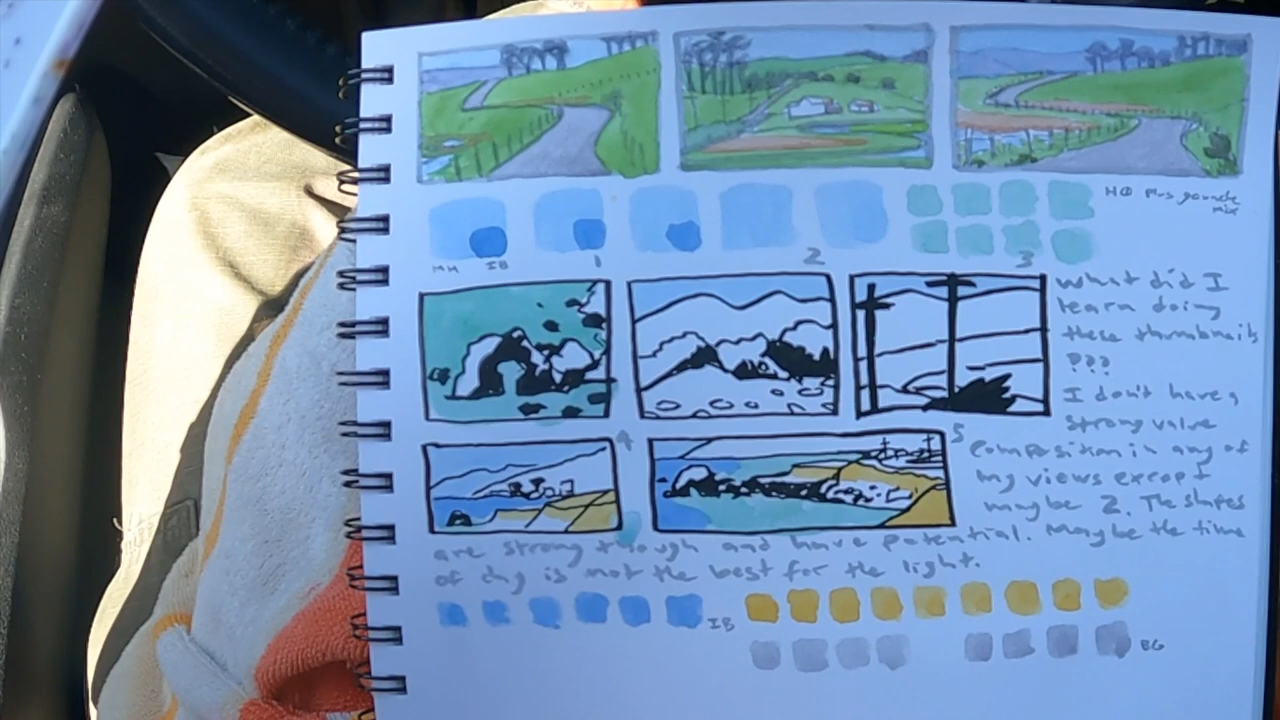 HO Plus gouache
mix
MH IB 1 2 3
What did I
learn doing
these thumbnails
???
I don't have a
4 5 strong value
composition in any of
my views except
maybe 2. The shapes
are strong though and have potential. Maybe the time
of day is not the best for the light.
IB
BG